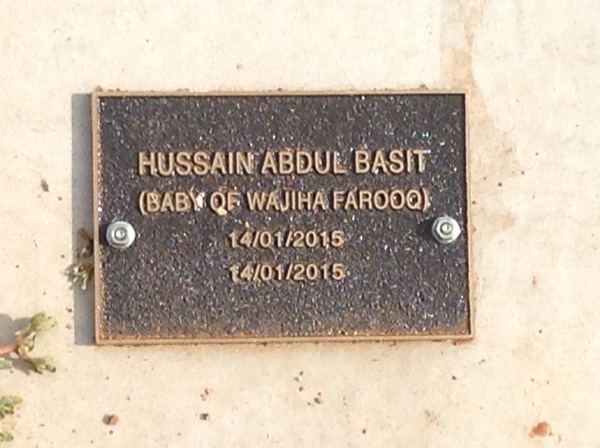 HUSSAIN ABDUL BASIT
(BABY OF WAJIHA FAROOQ)
14/01/2015
14/01/2015